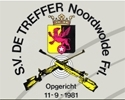 S.V. DE TREFFER Noordwolde Frl.
Opgericht
11-9-1981